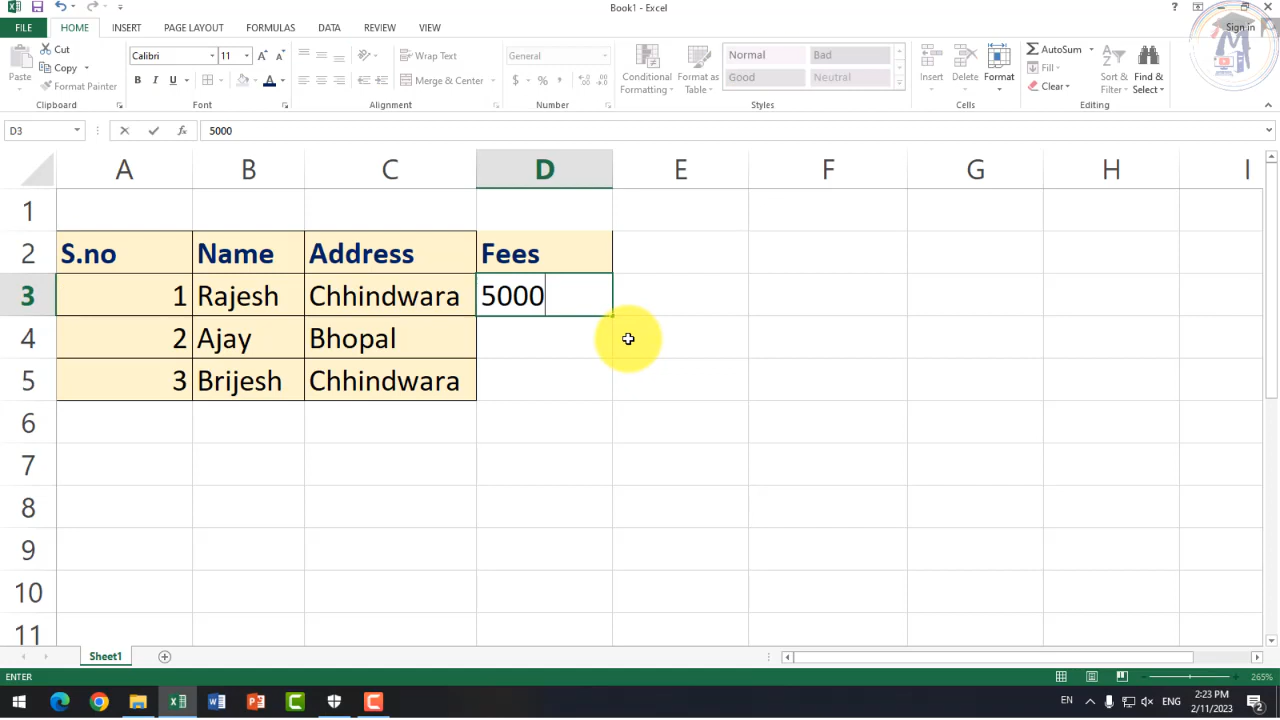 Book1 - Excel
Sign in
FILE HOME INSERT PAGE LAYOUT FORMULAS DATA REVIEW VIEW
Paste
Cut
Copy
Format Painter
Clipboard
Calibri 11
B I U
Font
Wrap Text
Merge & Center
Alignment
General
$ % ,
Number
Conditional Formatting
Format as Table
Normal Bad
Good Neutral
Styles
Insert Delete Format
Cells
AutoSum
Fill
Clear
Sort & Filter
Find & Select
Editing
D3 fx 5000
A B C D E F G H I
1
2 S.no Name Address Fees
3 1 Rajesh Chhindwara 5000
4 2 Ajay Bhopal
5 3 Brijesh Chhindwara
6
7
8
9
10
11
Sheet1
ENTER 265%
EN ENG 2:23 PM
2/11/2023
2